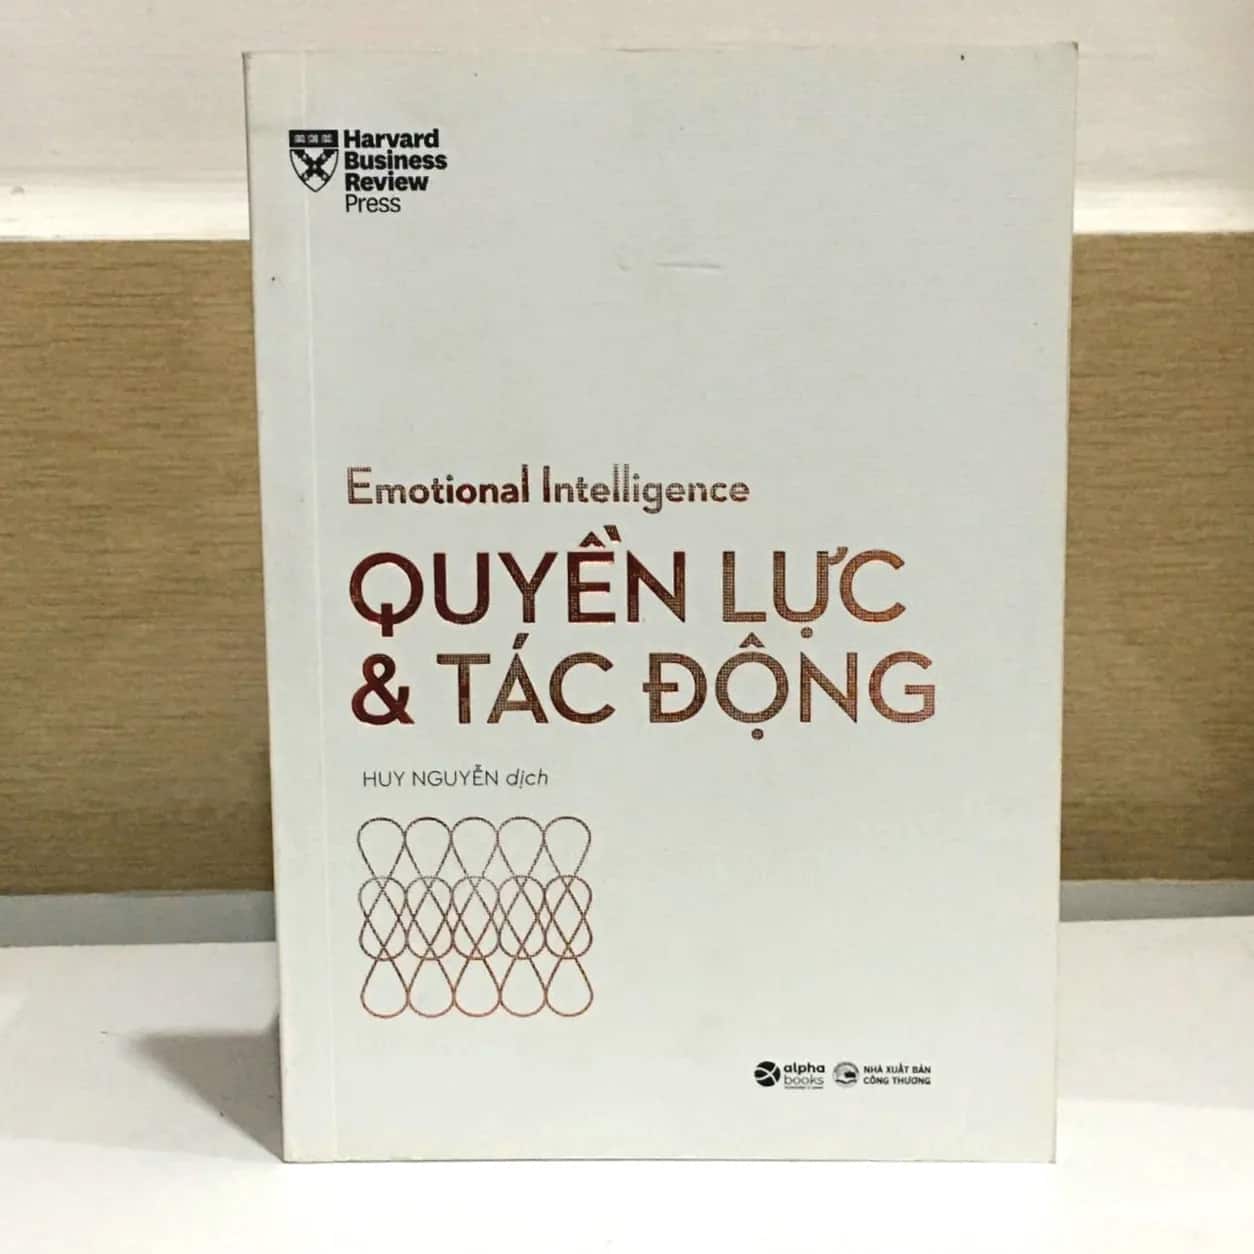 Harvard
Business
Review
Press
Emotional Intelligence
QUYỀN LỰC
& TÁC ĐỘNG
HUY NGUYỄN dịch
alpha
books
NHÀ XUẤT BẢN
CÔNG THƯƠNG